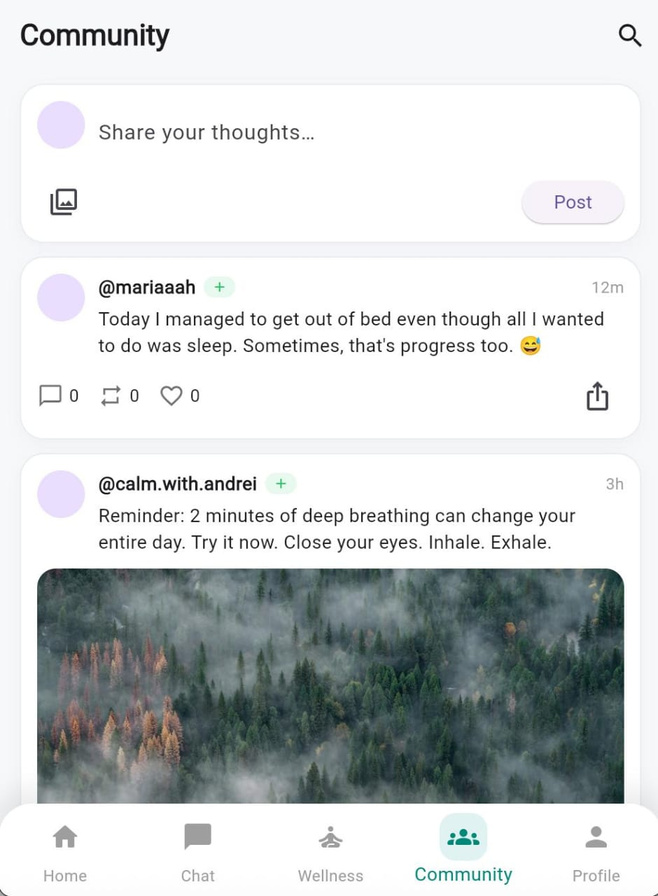 Community
Share your thoughts...
Post
@mariaaah + 12m
Today I managed to get out of bed even though all I wanted
to do was sleep. Sometimes, that's progress too. 😅
0 0 0
@calm.with.andrei + 3h
Reminder: 2 minutes of deep breathing can change your
entire day. Try it now. Close your eyes. Inhale. Exhale.
Home Chat Wellness Community Profile